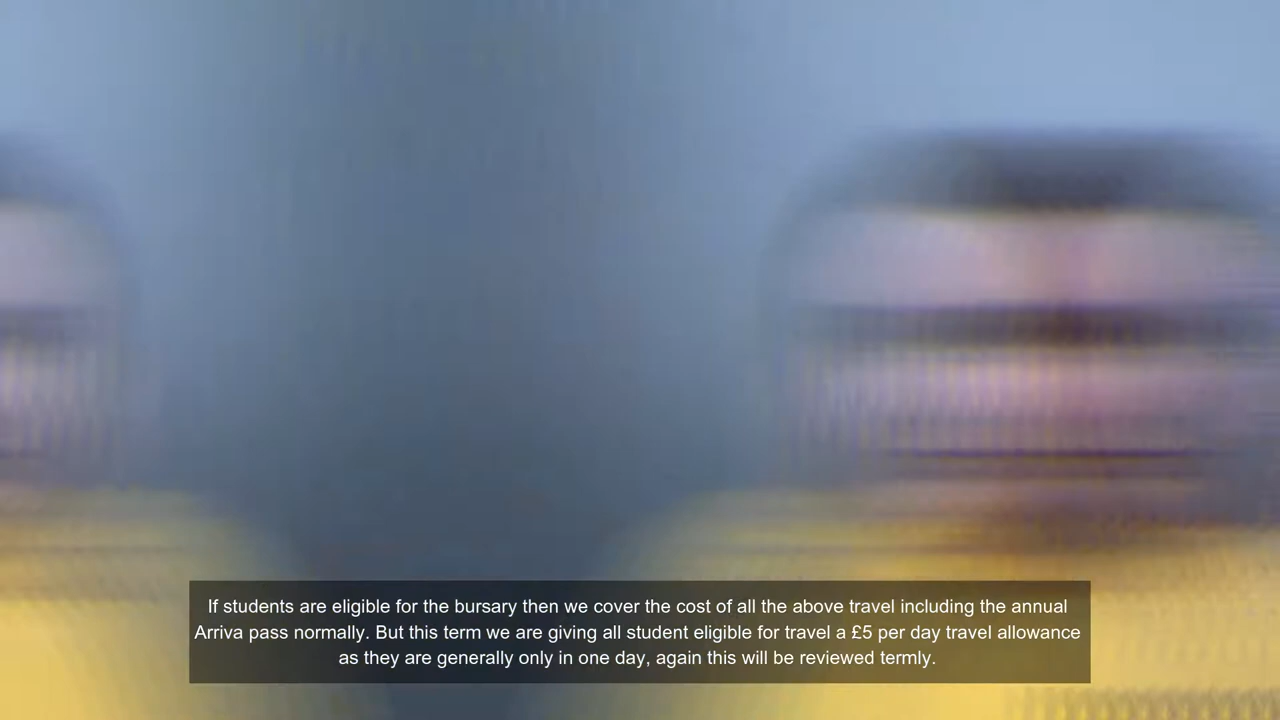 If students are eligible for the bursary then we cover the cost of all the above travel including the annual
Arriva pass normally. But this term we are giving all student eligible for travel a £5 per day travel allowance
as they are generally only in one day, again this will be reviewed termly.